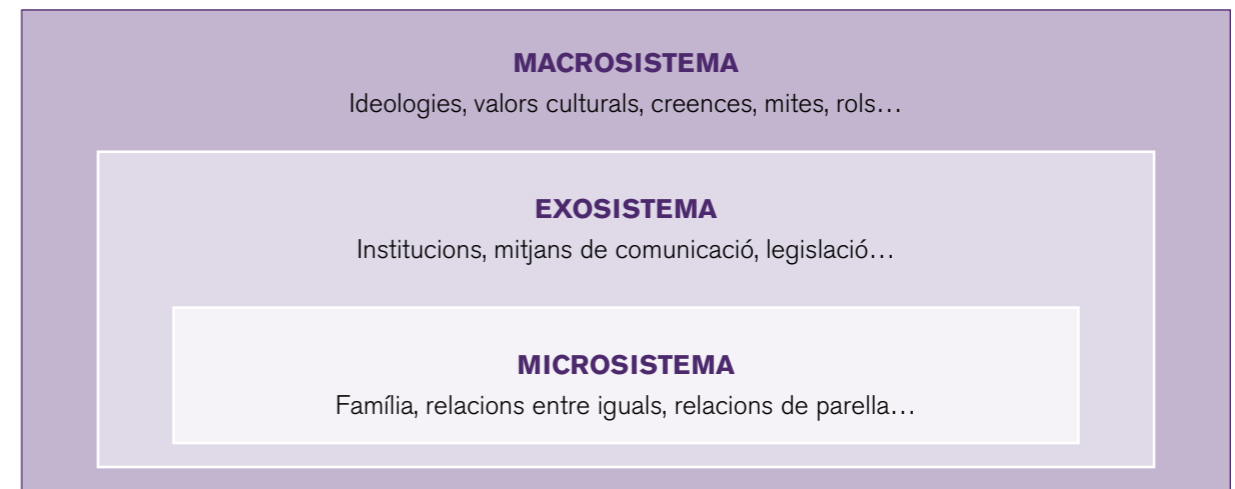 MACROSISTEMA
Ideologies, valors culturals, creences, mites, rols…
EXOSISTEMA
Institucions, mitjans de comunicació, legislació…
MICROSISTEMA
Família, relacions entre iguals, relacions de parella…